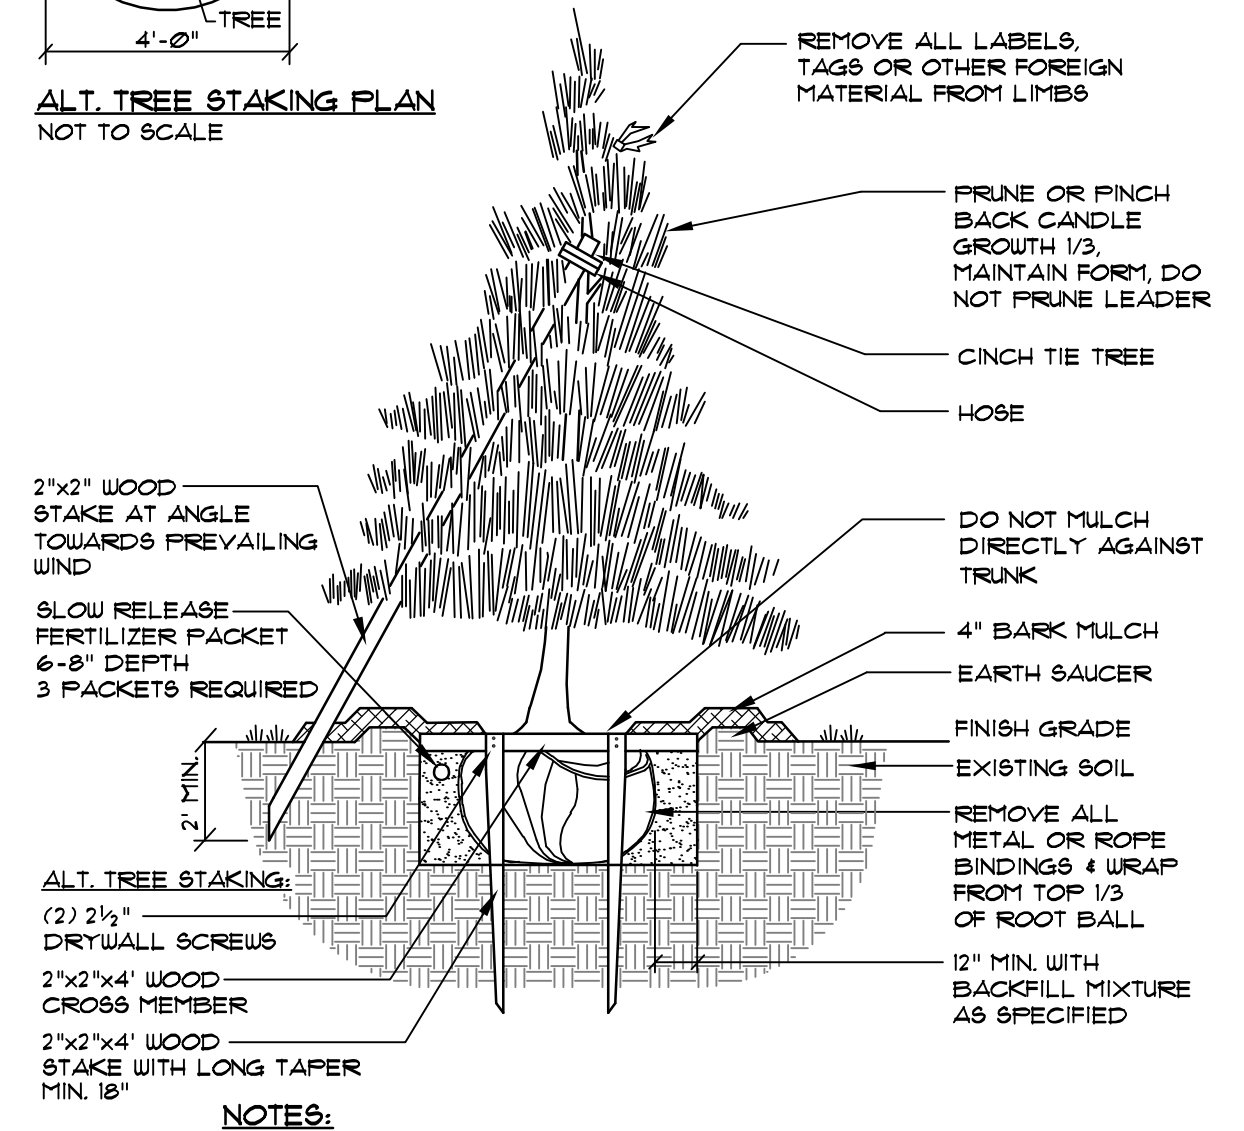 TREE
4'-0"
ALT. TREE STAKING PLAN
NOT TO SCALE
REMOVE ALL LABELS,
TAGS OR OTHER FOREIGN
MATERIAL FROM LIMBS
PRUNE OR PINCH
BACK CANDLE
GROWTH 1/3,
MAINTAIN FORM, DO
NOT PRUNE LEADER
CINCH TIE TREE
HOSE
2"x2" WOOD
STAKE AT ANGLE
TOWARDS PREVAILING
WIND
SLOW RELEASE
FERTILIZER PACKET
6-8" DEPTH
3 PACKETS REQUIRED
DO NOT MULCH
DIRECTLY AGAINST
TRUNK
4" BARK MULCH
EARTH SAUCER
FINISH GRADE
EXISTING SOIL
2' MIN.
REMOVE ALL
METAL OR ROPE
BINDINGS & WRAP
FROM TOP 1/3
OF ROOT BALL
12" MIN. WITH
BACKFILL MIXTURE
AS SPECIFIED
ALT. TREE STAKING:
(2) 2½"
DRYWALL SCREWS
2"x2"x4' WOOD
CROSS MEMBER
2"x2"x4' WOOD
STAKE WITH LONG TAPER
MIN. 18"
NOTES: